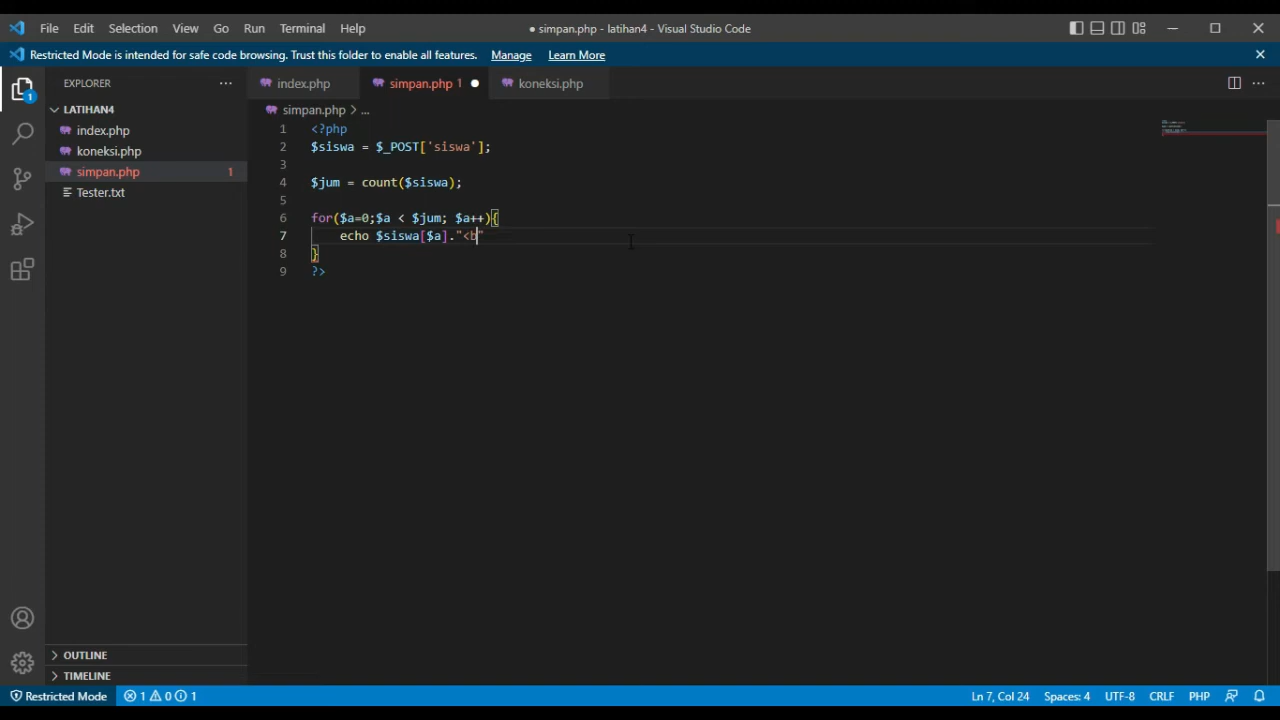 File Edit Selection View Go Run Terminal Help ● simpan.php - latihan4 - Visual Studio Code
Restricted Mode is intended for safe code browsing. Trust this folder to enable all features. Manage Learn More
EXPLORER ··· index.php simpan.php 1 ● koneksi.php ···
LATIHAN4
simpan.php > ...
index.php
koneksi.php
simpan.php 1
Tester.txt
1 <?php
2 $siswa = $_POST['siswa'];
3
4 $jum = count($siswa);
5
6 for($a=0;$a < $jum; $a++){
7     echo $siswa[$a]."<b"
8 }
9 ?>
1
OUTLINE
TIMELINE
Restricted Mode 1 0 1 Ln 7, Col 24 Spaces: 4 UTF-8 CRLF PHP